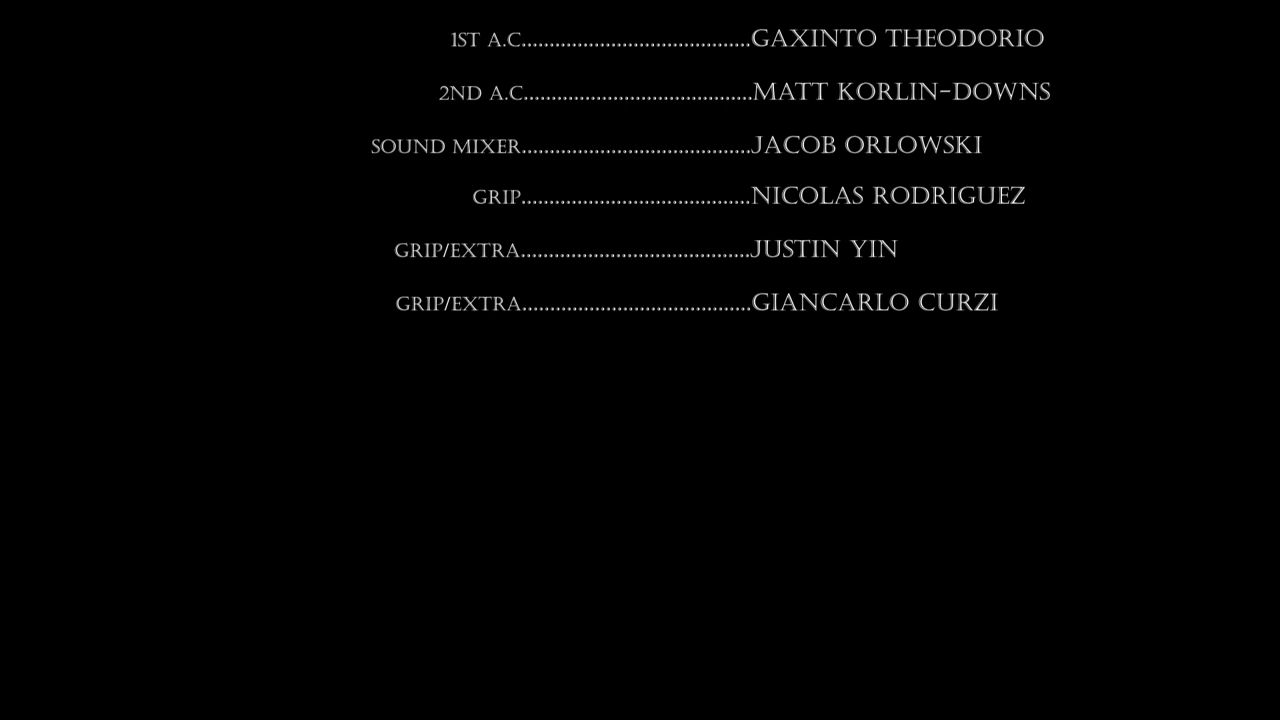 1ST A.C.........................................GAXINTO THEODORIO
2ND A.C.........................................MATT KORLIN-DOWNS
SOUND MIXER.........................................JACOB ORLOWSKI
GRIP.........................................NICOLAS RODRIGUEZ
GRIP/EXTRA.........................................JUSTIN YIN
GRIP/EXTRA.........................................GIANCARLO CURZI